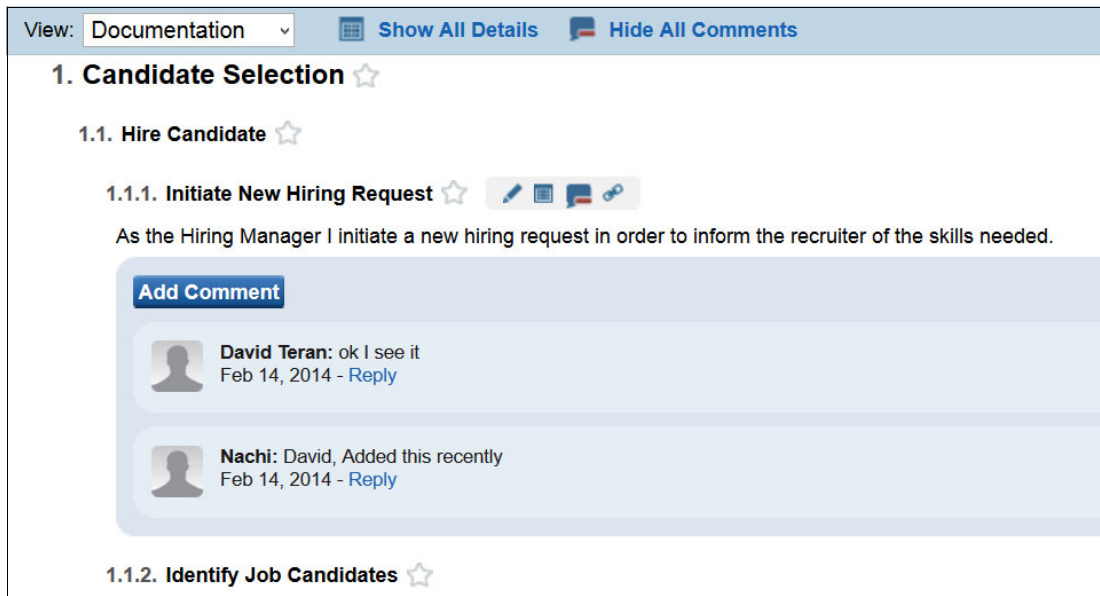 View: Documentation Show All Details Hide All Comments
1. Candidate Selection
1.1. Hire Candidate
1.1.1. Initiate New Hiring Request
As the Hiring Manager I initiate a new hiring request in order to inform the recruiter of the skills needed.
Add Comment
David Teran: ok I see it
Feb 14, 2014 - Reply
Nachi: David, Added this recently
Feb 14, 2014 - Reply
1.1.2. Identify Job Candidates